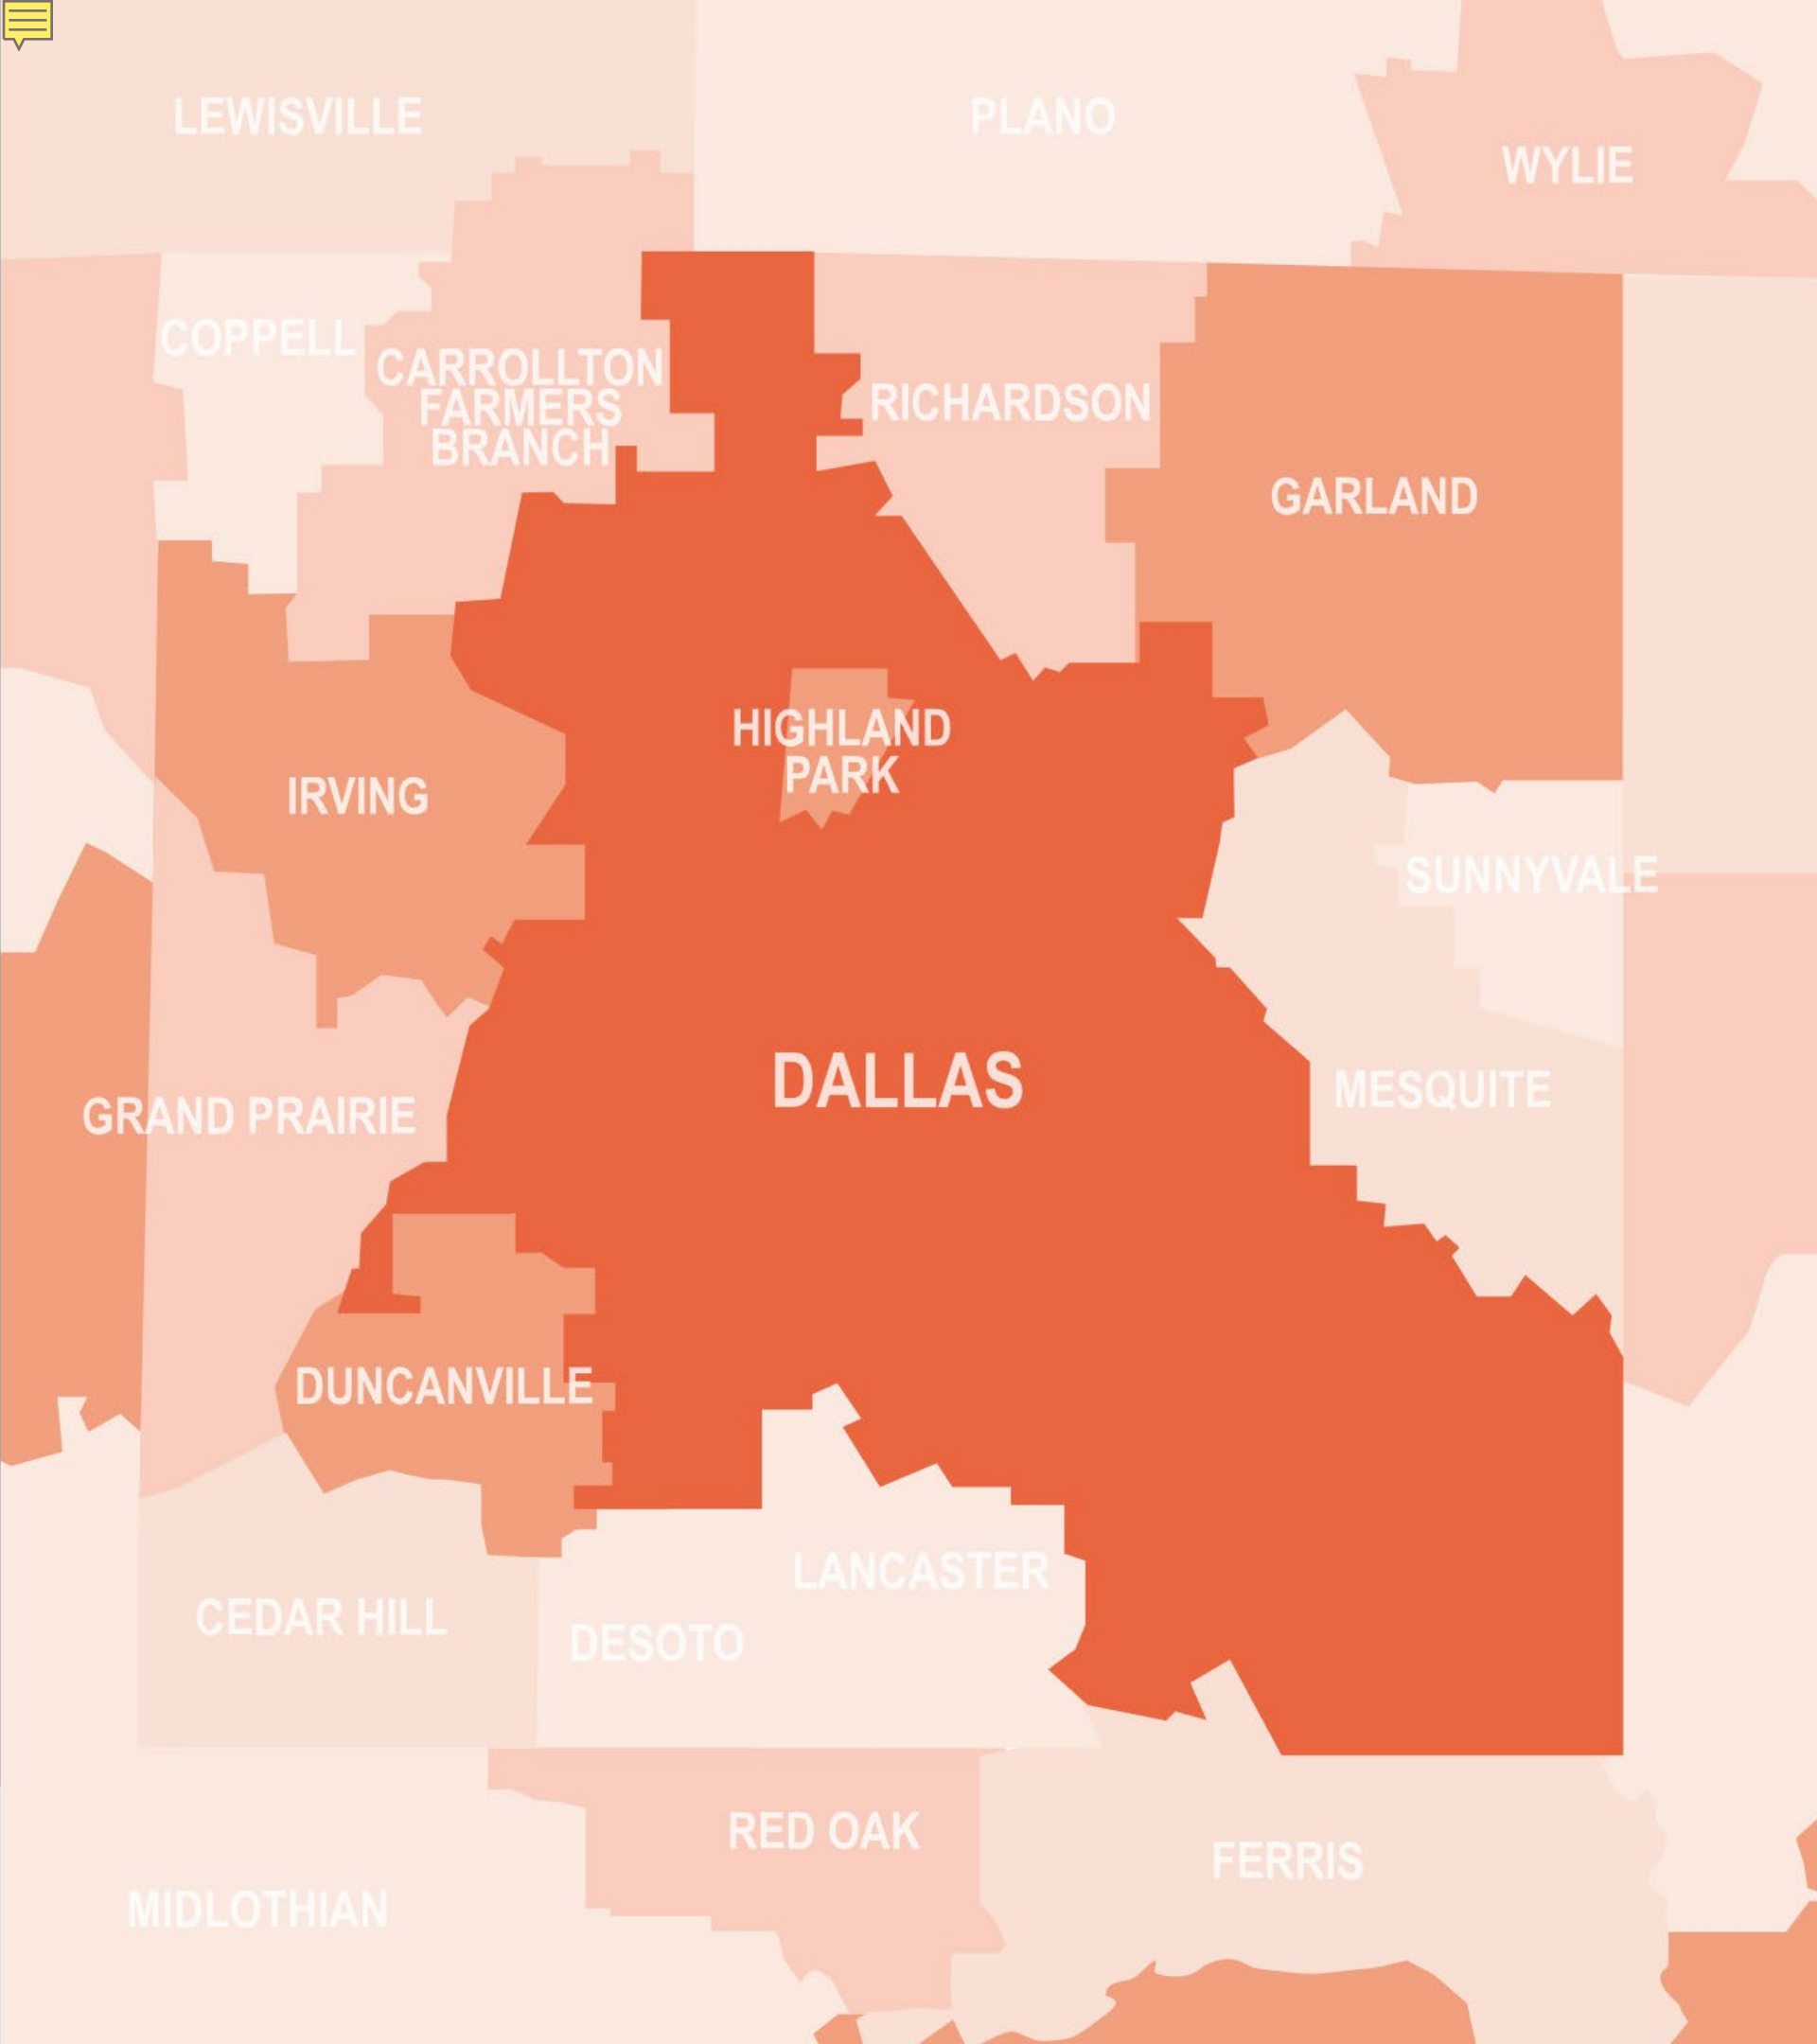 LEWISVILLE
PLANO
WYLIE
COPPELL
CARROLLTON
FARMERS
BRANCH
RICHARDSON
GARLAND
HIGHLAND
PARK
IRVING
SUNNYVALE
DALLAS
MESQUITE
GRAND PRAIRIE
DUNCANVILLE
LANCASTER
CEDAR HILL
DESOTO
RED OAK
FERRIS
MIDLOTHIAN